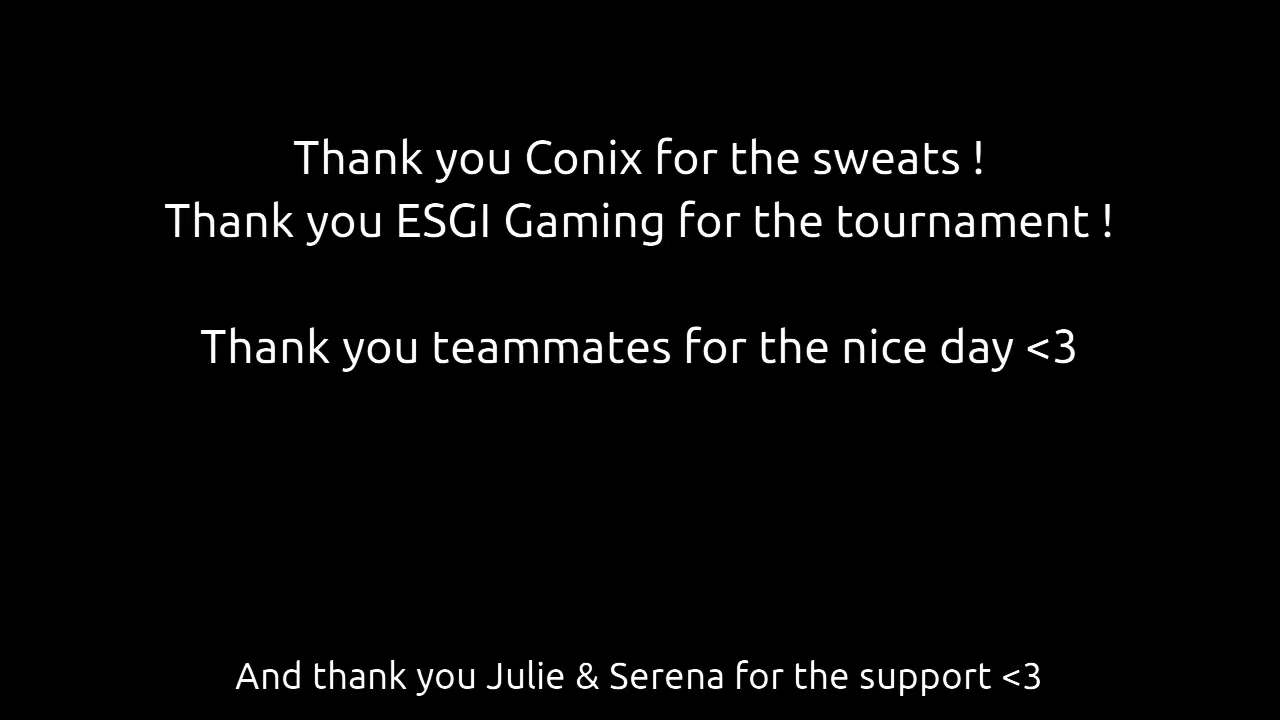 Thank you Conix for the sweats !
Thank you ESGI Gaming for the tournament !
Thank you teammates for the nice day <3
And thank you Julie & Serena for the support <3